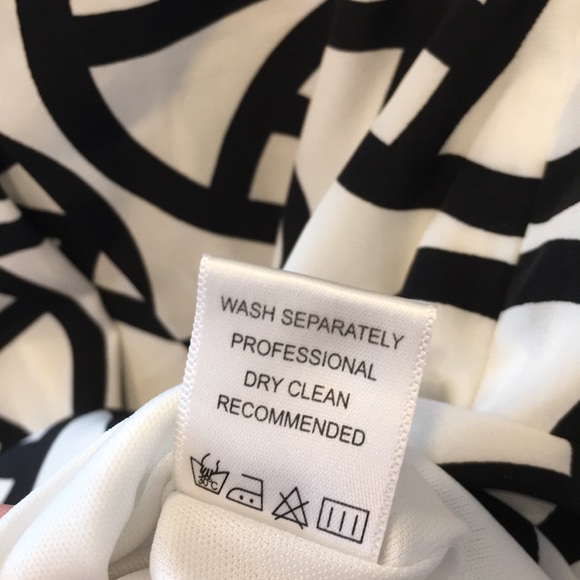 WASH SEPARATELY
PROFESSIONAL
DRY CLEAN
RECOMMENDED
30°C